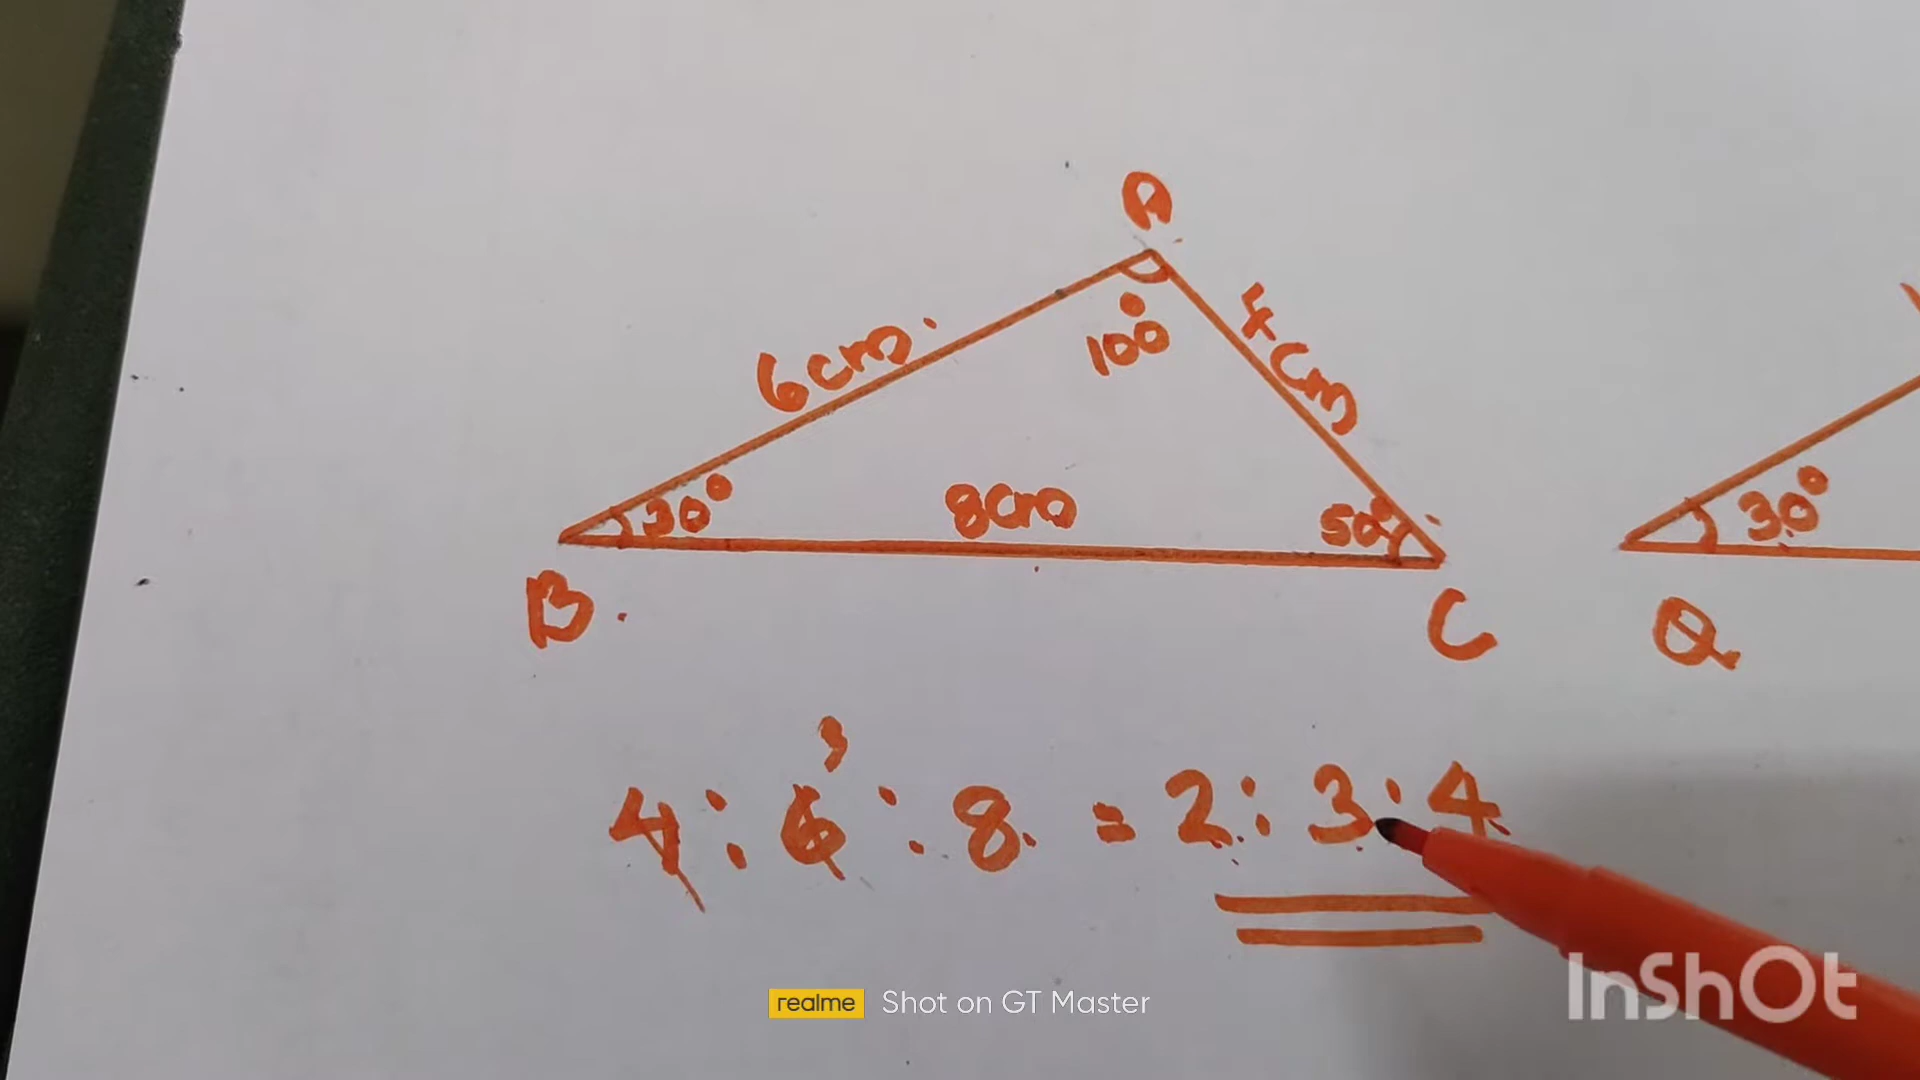 A
6cm
100°
4cm
30°
8cm
50°
30°
B
C
Q
3
4 : 6 : 8 = 2 : 3 : 4
realme Shot on GT Master
InShOt